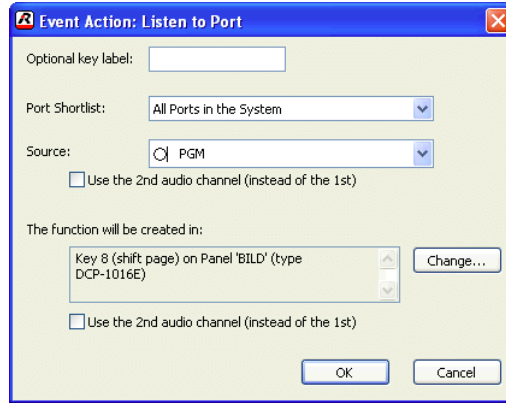 Event Action: Listen to Port
Optional key label:
Port Shortlist: All Ports in the System
Source: PGM
Use the 2nd audio channel (instead of the 1st)
The function will be created in:
Key 8 (shift page) on Panel 'BILD' (type
DCP-1016E)
Change...
Use the 2nd audio channel (instead of the 1st)
OK Cancel